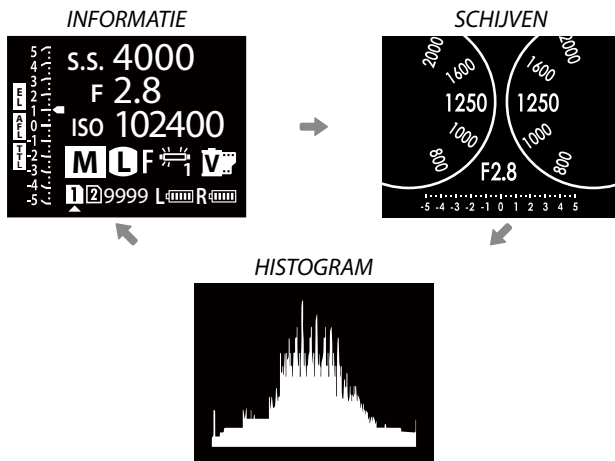 INFORMATIE
5
4
3
2
1
0
-1
-2
-3
-4
-5
EL
AFL
TTL
S.S. 4000
F 2.8
ISO 102400
M L F 1 V
1 2 9999 L R
SCHIJVEN
2000 2000
1600 1600
1250 1250
1000 1000
800 800
F2.8
-5 -4 -3 -2 -1 0 1 2 3 4 5
HISTOGRAM